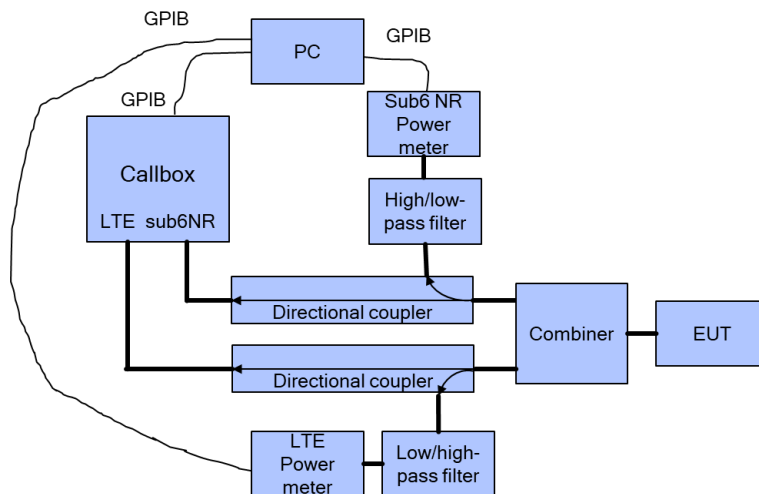 GPIB
PC
GPIB
GPIB
Sub6 NR
Power
meter
Callbox
LTE sub6NR
High/low-
pass filter
Directional coupler
Combiner
EUT
Directional coupler
LTE
Power
meter
Low/high-
pass filter